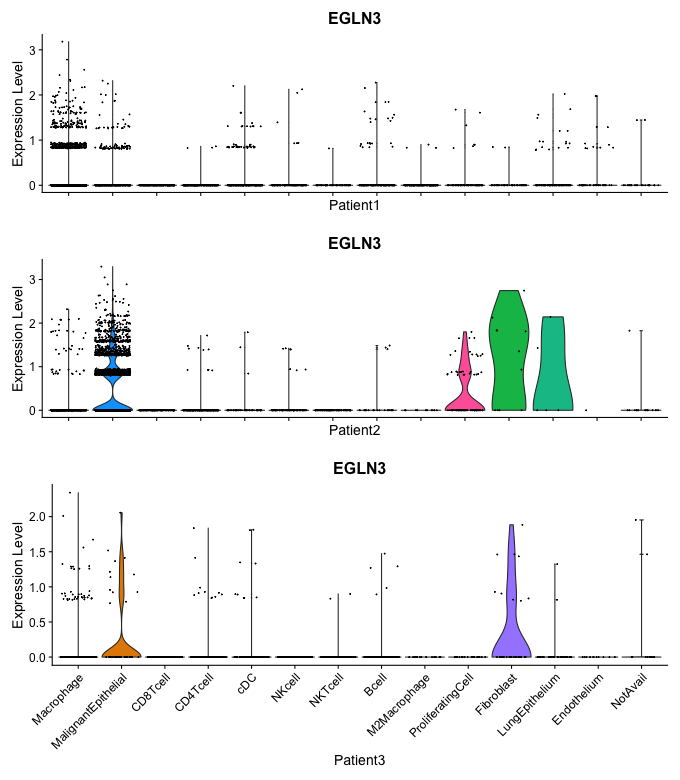 EGLN3
Expression Level
3
2
1
0
Patient1
EGLN3
Expression Level
3
2
1
0
Patient2
EGLN3
Expression Level
2.0
1.5
1.0
0.5
0.0
Macrophage
MalignantEpithelial
CD8Tcell
CD4Tcell
cDC
NKcell
NKTcell
Bcell
M2Macrophage
ProliferatingCell
Fibroblast
LungEpithelium
Endothelium
NotAvail
Patient3